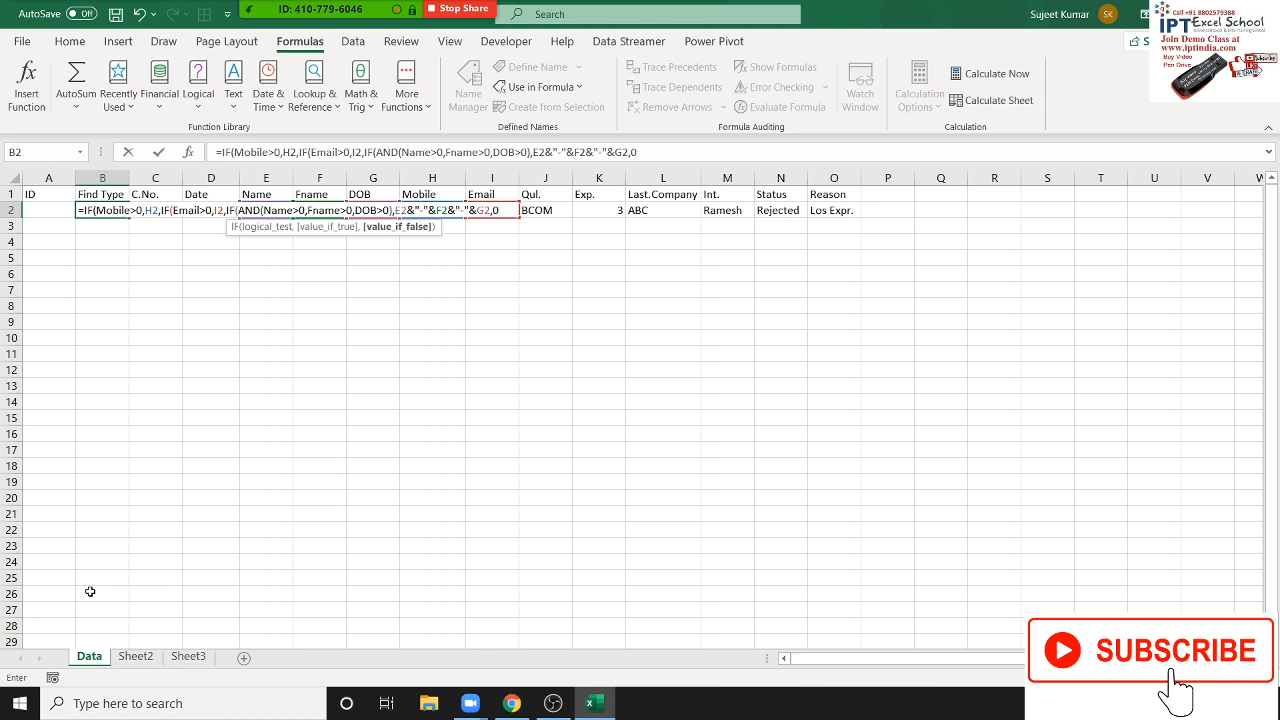 AutoSave Off
ID: 410-779-6046
Stop Share
Search
Sujeet Kumar
SK
Call +91 8802579388
IPT Excel School
Advanced Excel & VBA Training School
Join Demo Class at
www.iptindia.com
Buy Video
Pen Drive
File Home Insert Draw Page Layout Formulas Data Review View Developer Help Data Streamer Power Pivot
Insert Function
AutoSum
Recently Used
Financial
Logical
Text
Date & Time
Lookup & Reference
Math & Trig
More Functions
Function Library
Name Manager
Define Name
Use in Formula
Create from Selection
Defined Names
Trace Precedents
Trace Dependents
Remove Arrows
Show Formulas
Error Checking
Evaluate Formula
Formula Auditing
Watch Window
Calculation Options
Calculate Now
Calculate Sheet
Calculation
B2
=IF(Mobile>0,H2,IF(Email>0,I2,IF(AND(Name>0,Fname>0,DOB>0),E2&"-"&F2&"-"&G2,0
A B C D E F G H I J K L M N O P Q R S T U V W
1 ID Find Type C.No. Date Name Fname DOB Mobile Email Qul. Exp. Last.Company Int. Status Reason
2 =IF(Mobile>0,H2,IF(Email>0,I2,IF(AND(Name>0,Fname>0,DOB>0),E2&"-"&F2&"-"&G2,0 BCOM 3 ABC Ramesh Rejected Los Expr.
IF(logical_test, [value_if_true], [value_if_false])
3
4
5
6
7
8
9
10
11
12
13
14
15
16
17
18
19
20
21
22
23
24
25
26
27
28
29
Data Sheet2 Sheet3
Enter
SUBSCRIBE
Type here to search